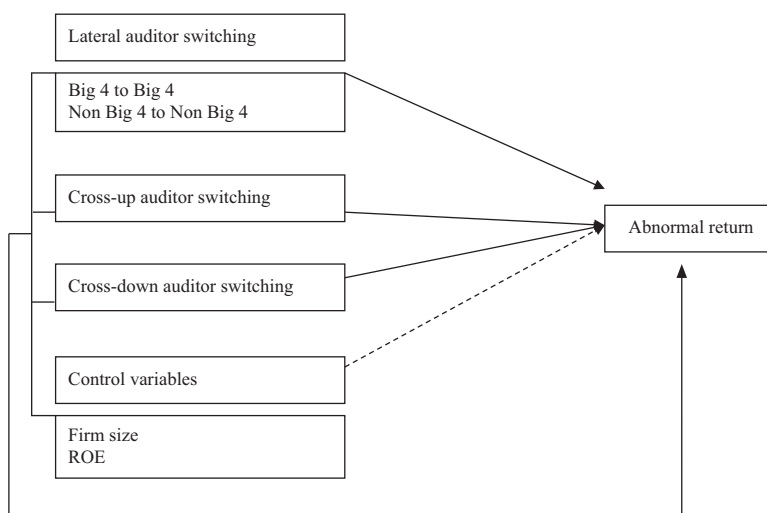 Lateral auditor switching
Big 4 to Big 4
Non Big 4 to Non Big 4
Cross-up auditor switching
Abnormal return
Cross-down auditor switching
Control variables
Firm size
ROE